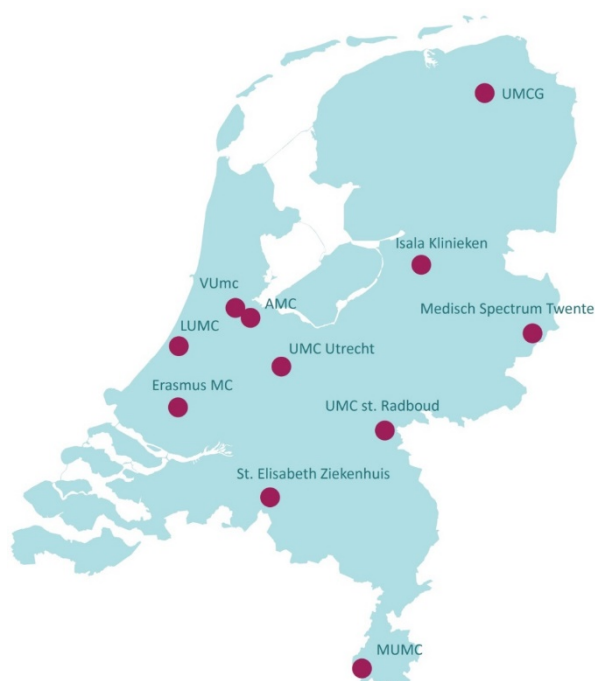 UMCG
Isala Klinieken
VUmc
AMC
Medisch Spectrum Twente
LUMC
UMC Utrecht
Erasmus MC
UMC st. Radboud
St. Elisabeth Ziekenhuis
MUMC